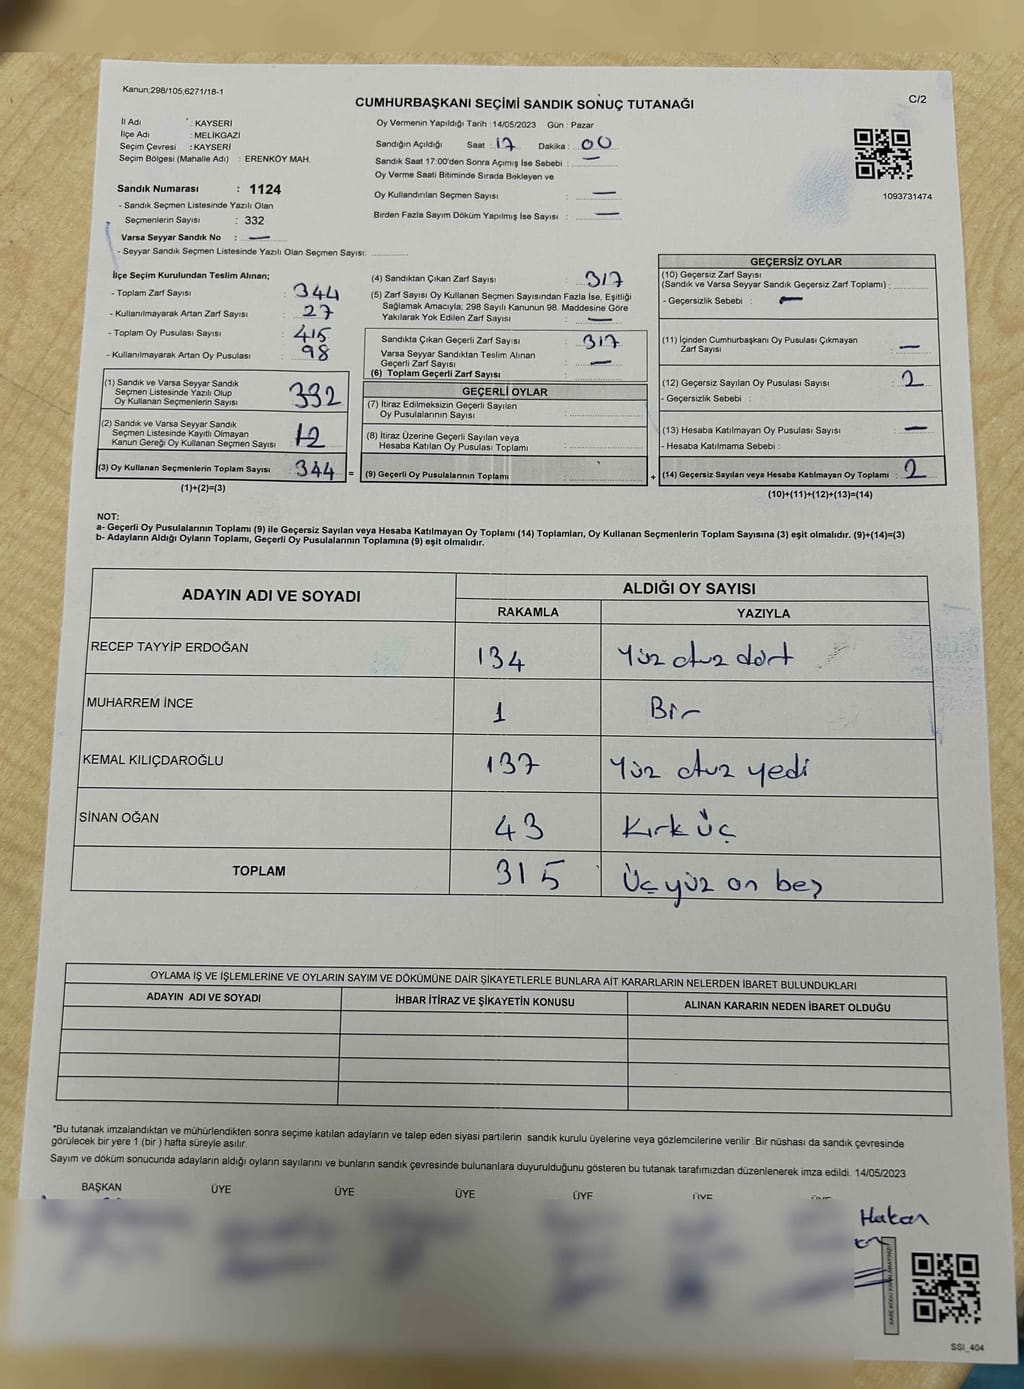 Kanun;298/105;6271/18-1
CUMHURBAŞKANI SEÇİMİ SANDIK SONUÇ TUTANAĞI
C/2
İl Adı : KAYSERİ
İlçe Adı : MELİKGAZİ
Seçim Çevresi : KAYSERİ
Seçim Bölgesi (Mahalle Adı) : ERENKÖY MAH.
Sandık Numarası : 1124
- Sandık Seçmen Listesinde Yazılı Olan
Seçmenlerin Sayısı : 332
Varsa Seyyar Sandık No : —
- Seyyar Sandık Seçmen Listesinde Yazılı Olan Seçmen Sayısı:
Oy Vermenin Yapıldığı Tarih :14/05/2023 Gün : Pazar
Sandığın Açıldığı Saat : 17 Dakika : 00
Sandık Saat 17:00'den Sonra Açımış İse Sebebi : —
Oy Verme Saati Bitiminde Sırada Bekleyen ve
Oy Kullandırılan Seçmen Sayısı : —
Birden Fazla Sayım Döküm Yapılmış İse Sayısı : —
1093731474
İlçe Seçim Kurulundan Teslim Alınan;
- Toplam Zarf Sayısı : 344
- Kullanılmayarak Artan Zarf Sayısı : 27
- Toplam Oy Pusulası Sayısı : 415
- Kullanılmayarak Artan Oy Pusulası : 98
(1) Sandık ve Varsa Seyyar Sandık
Seçmen Listesinde Yazılı Olup
Oy Kullanan Seçmenlerin Sayısı : 332
(2) Sandık ve Varsa Seyyar Sandık
Seçmen Listesinde Kayıtlı Olmayan
Kanun Gereği Oy Kullanan Seçmen Sayısı : 12
(3) Oy Kullanan Seçmenlerin Toplam Sayısı : 344 =
(1)+(2)=(3)
(4) Sandıktan Çıkan Zarf Sayısı : 317
(5) Zarf Sayısı Oy Kullanan Seçmen Sayısından Fazla İse, Eşitliği
Sağlamak Amacıyla; 298 Sayılı Kanunun 98. Maddesine Göre
Yakılarak Yok Edilen Zarf Sayısı : —
Sandıkta Çıkan Geçerli Zarf Sayısı : 317
Varsa Seyyar Sandıktan Teslim Alınan
Geçerli Zarf Sayısı : —
(6) Toplam Geçerli Zarf Sayısı :
GEÇERLİ OYLAR
(7) İtiraz Edilmeksizin Geçerli Sayılan
Oy Pusulalarının Sayısı :
(8) İtiraz Üzerine Geçerli Sayılan veya
Hesaba Katılan Oy Pusulası Toplamı :
(9) Geçerli Oy Pusulalarının Toplamı : +
GEÇERSİZ OYLAR
(10) Geçersiz Zarf Sayısı
(Sandık ve Varsa Seyyar Sandık Geçersiz Zarf Toplamı) :
- Geçersizlik Sebebi : —
(11) İçinden Cumhurbaşkanı Oy Pusulası Çıkmayan
Zarf Sayısı : —
(12) Geçersiz Sayılan Oy Pusulası Sayısı : 2
- Geçersizlik Sebebi :
(13) Hesaba Katılmayan Oy Pusulası Sayısı : —
- Hesaba Katılmama Sebebi :
(14) Geçersiz Sayılan veya Hesaba Katılmayan Oy Toplamı : 2
(10)+(11)+(12)+(13)=(14)
NOT:
a- Geçerli Oy Pusulalarının Toplamı (9) ile Geçersiz Sayılan veya Hesaba Katılmayan Oy Toplamı (14) Toplamları, Oy Kullanan Seçmenlerin Toplam Sayısına (3) eşit olmalıdır. (9)+(14)=(3)
b- Adayların Aldığı Oyların Toplamı, Geçerli Oy Pusulalarının Toplamına (9) eşit olmalıdır.
ADAYIN ADI VE SOYADI
ALDIĞI OY SAYISI
RAKAMLA YAZIYLA
RECEP TAYYİP ERDOĞAN 134 Yüz otuz dört
MUHARREM İNCE 1 Bir
KEMAL KILIÇDAROĞLU 137 Yüz otuz yedi
SİNAN OĞAN 43 Kırk üç
TOPLAM 315 Üç yüz on beş
OYLAMA İŞ VE İŞLEMLERİNE VE OYLARIN SAYIM VE DÖKÜMÜNE DAİR ŞİKAYETLERLE BUNLARA AİT KARARLARIN NELERDEN İBARET BULUNDUKLARI
ADAYIN ADI VE SOYADI İHBAR İTİRAZ VE ŞİKAYETİN KONUSU ALINAN KARARIN NEDEN İBARET OLDUĞU
*Bu tutanak imzalandıktan ve mühürlendikten sonra seçime katılan adayların ve talep eden siyasi partilerin sandık kurulu üyelerine veya gözlemcilerine verilir .Bir nüshası da sandık çevresinde
görülecek bir yere 1 (bir ) hafta süreyle asılır.
Sayım ve döküm sonucunda adayların aldığı oyların sayılarını ve bunların sandık çevresinde bulunanlara duyurulduğunu gösteren bu tutanak tarafımızdan düzenlenerek imza edildi. 14/05/2023
BAŞKAN ÜYE ÜYE ÜYE ÜYE ÜYE ÜYE
Hakan
SSI_404